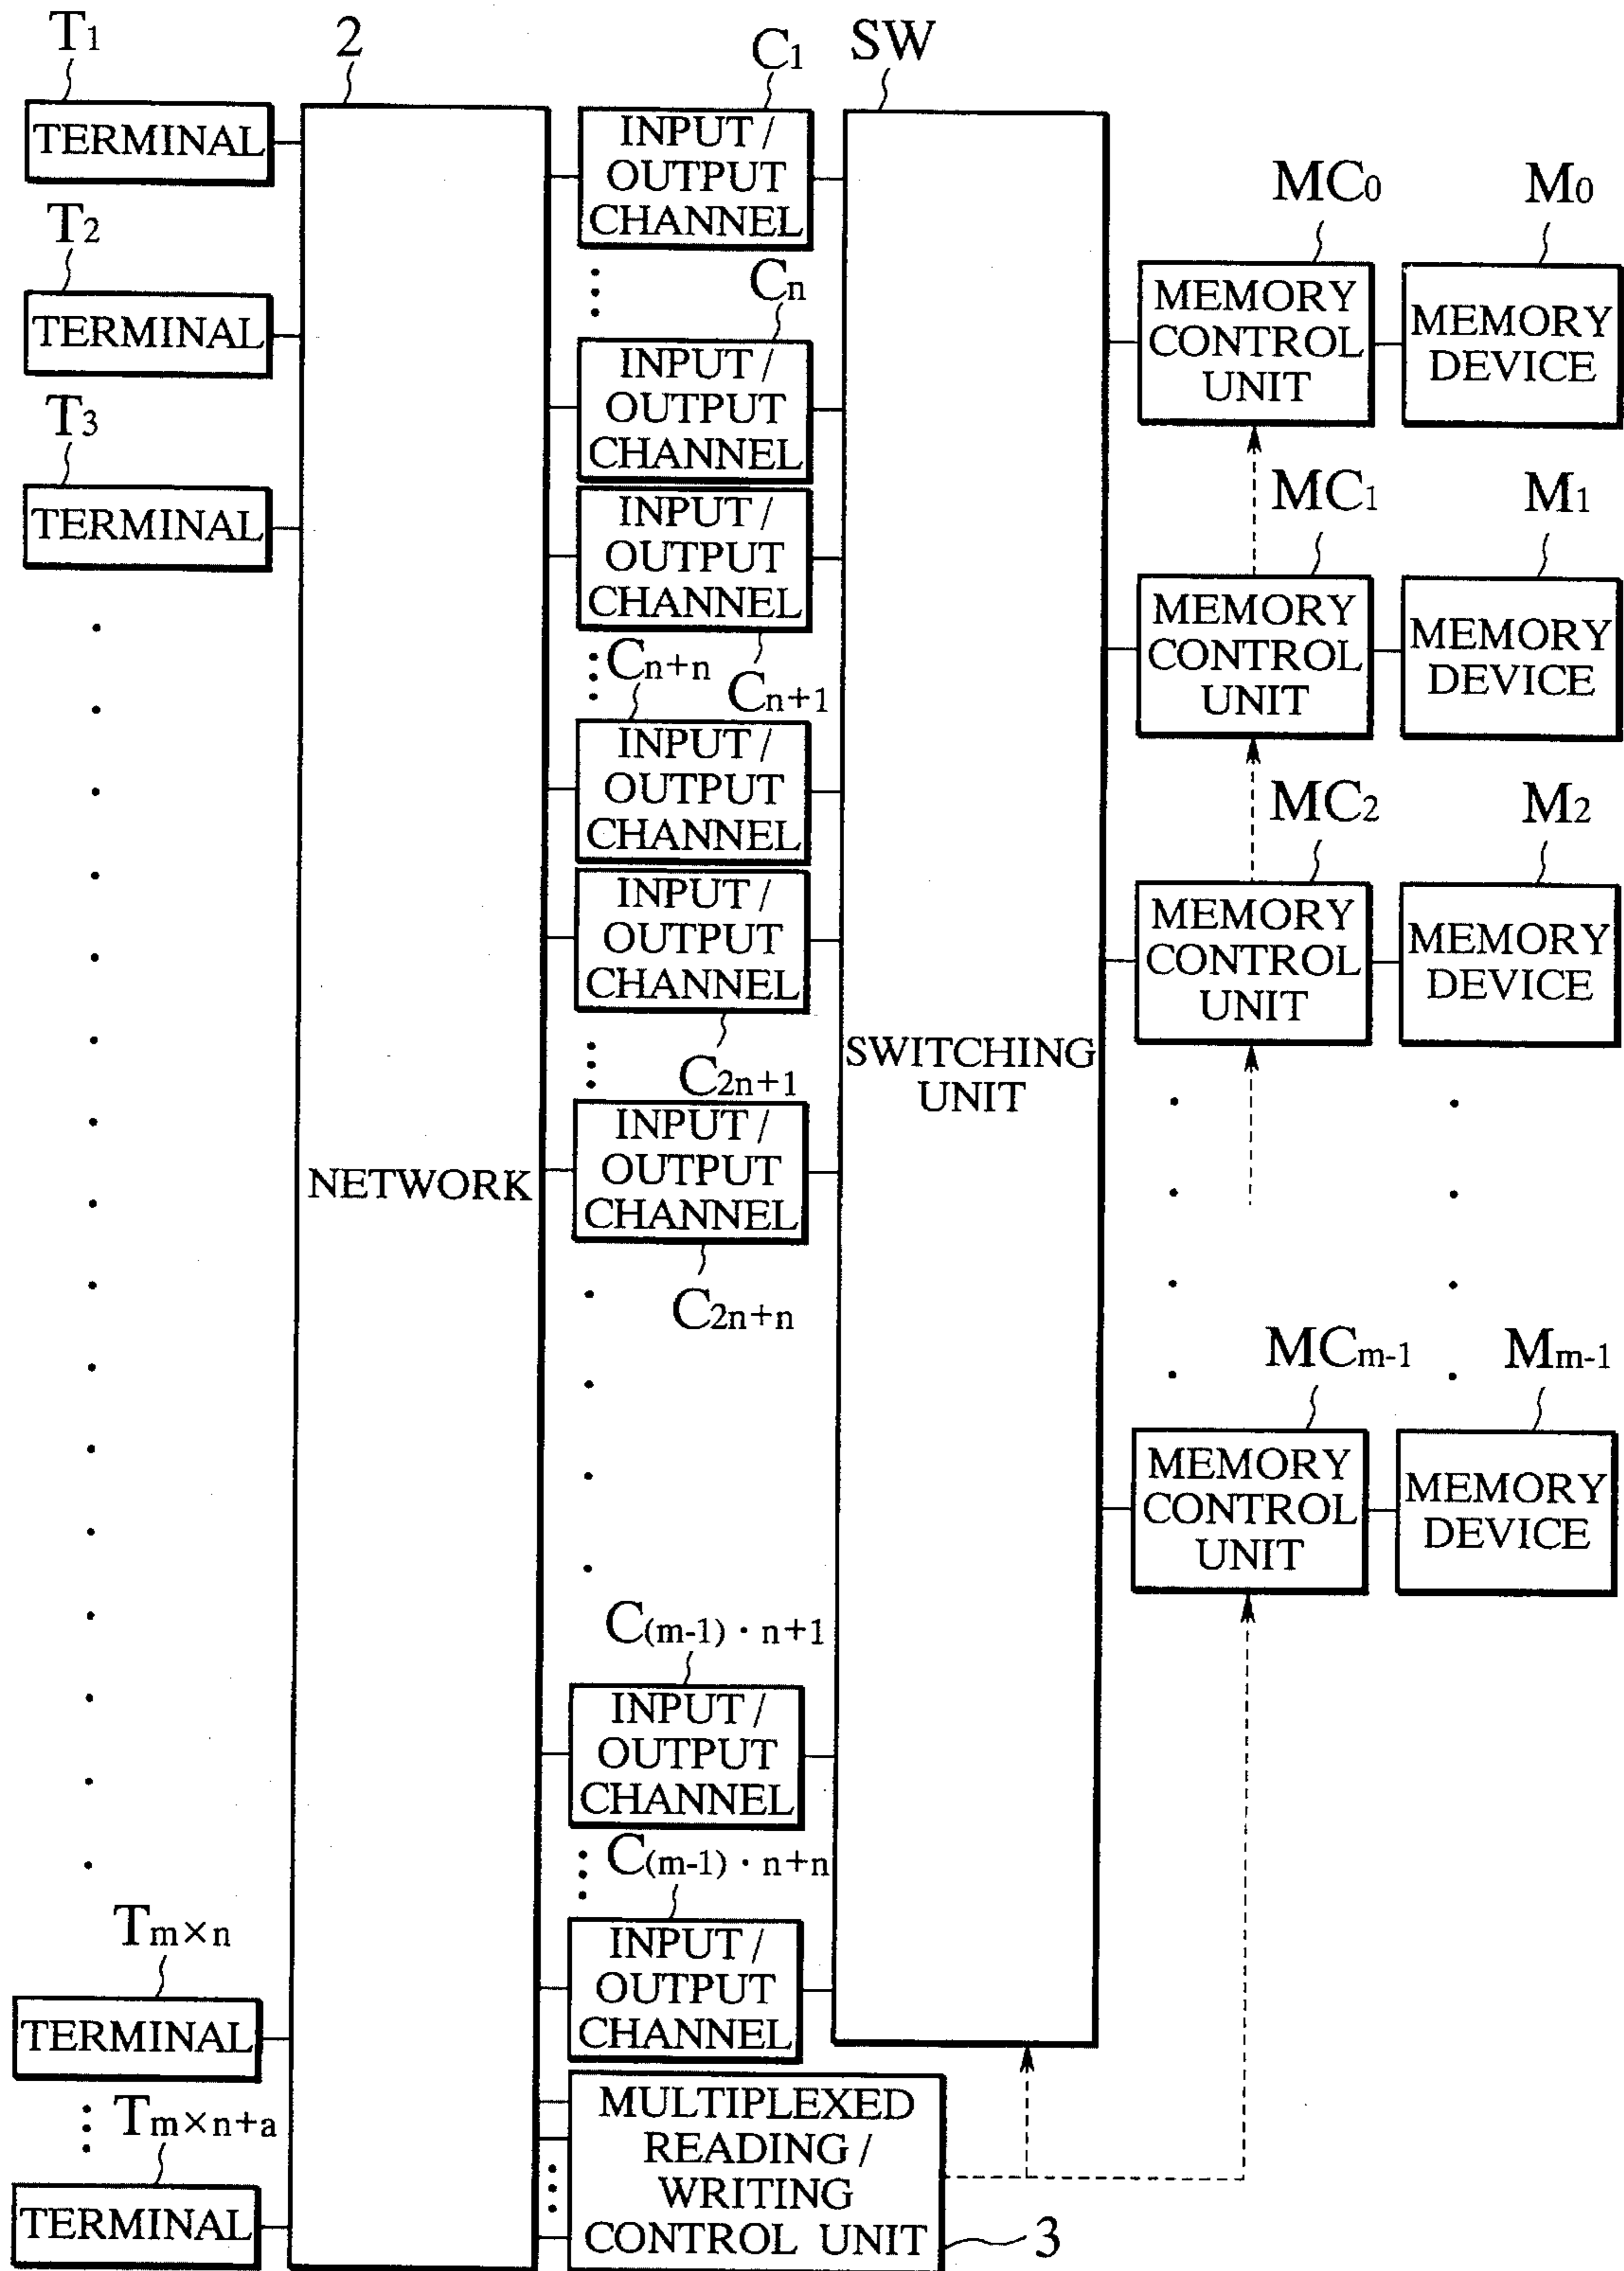 T1
2
C1
SW
TERMINAL
INPUT /
OUTPUT
CHANNEL
MC0
M0
T2
TERMINAL
Cn
INPUT /
OUTPUT
CHANNEL
MEMORY
CONTROL
UNIT
MEMORY
DEVICE
T3
TERMINAL
INPUT /
OUTPUT
CHANNEL
Cn+1
MC1
M1
MEMORY
CONTROL
UNIT
MEMORY
DEVICE
Cn+n
INPUT /
OUTPUT
CHANNEL
MC2
M2
INPUT /
OUTPUT
CHANNEL
C2n+1
MEMORY
CONTROL
UNIT
MEMORY
DEVICE
SWITCHING
UNIT
NETWORK
INPUT /
OUTPUT
CHANNEL
C2n+n
MCm-1
Mm-1
MEMORY
CONTROL
UNIT
MEMORY
DEVICE
C(m-1) · n+1
INPUT /
OUTPUT
CHANNEL
C(m-1) · n+n
INPUT /
OUTPUT
CHANNEL
Tm×n
TERMINAL
Tm×n+a
TERMINAL
MULTIPLEXED
READING /
WRITING
CONTROL UNIT
3